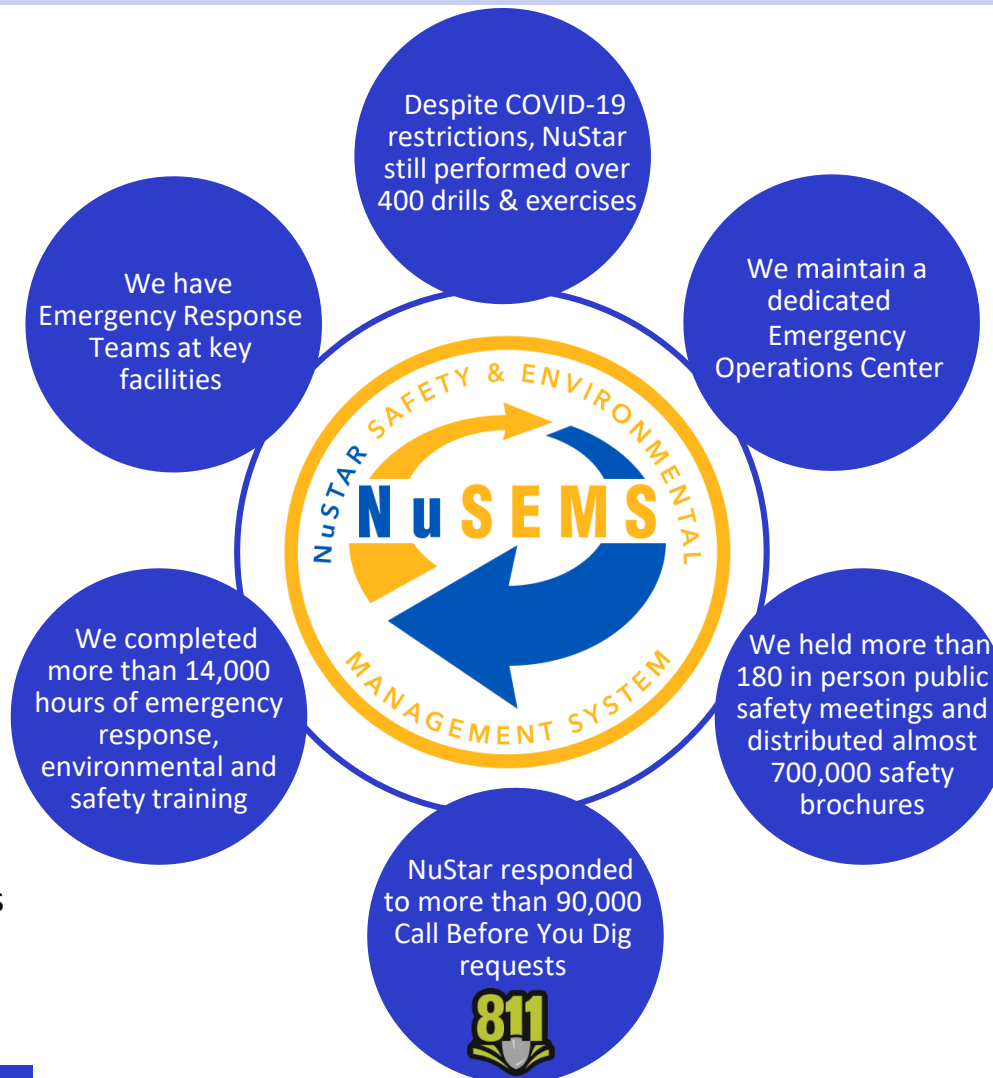 Despite COVID-19
restrictions, NuStar
still performed over
400 drills & exercises
We have
Emergency Response
Teams at key
facilities
We maintain a
dedicated
Emergency
Operations Center
NuSTAR SAFETY & ENVIRONMENTAL
NuSEMS
MANAGEMENT SYSTEM
We completed
more than 14,000
hours of emergency
response,
environmental and
safety training
We held more than
180 in person public
safety meetings and
distributed almost
700,000 safety
brochures
s
NuStar responded
to more than 90,000
Call Before You Dig
requests
811